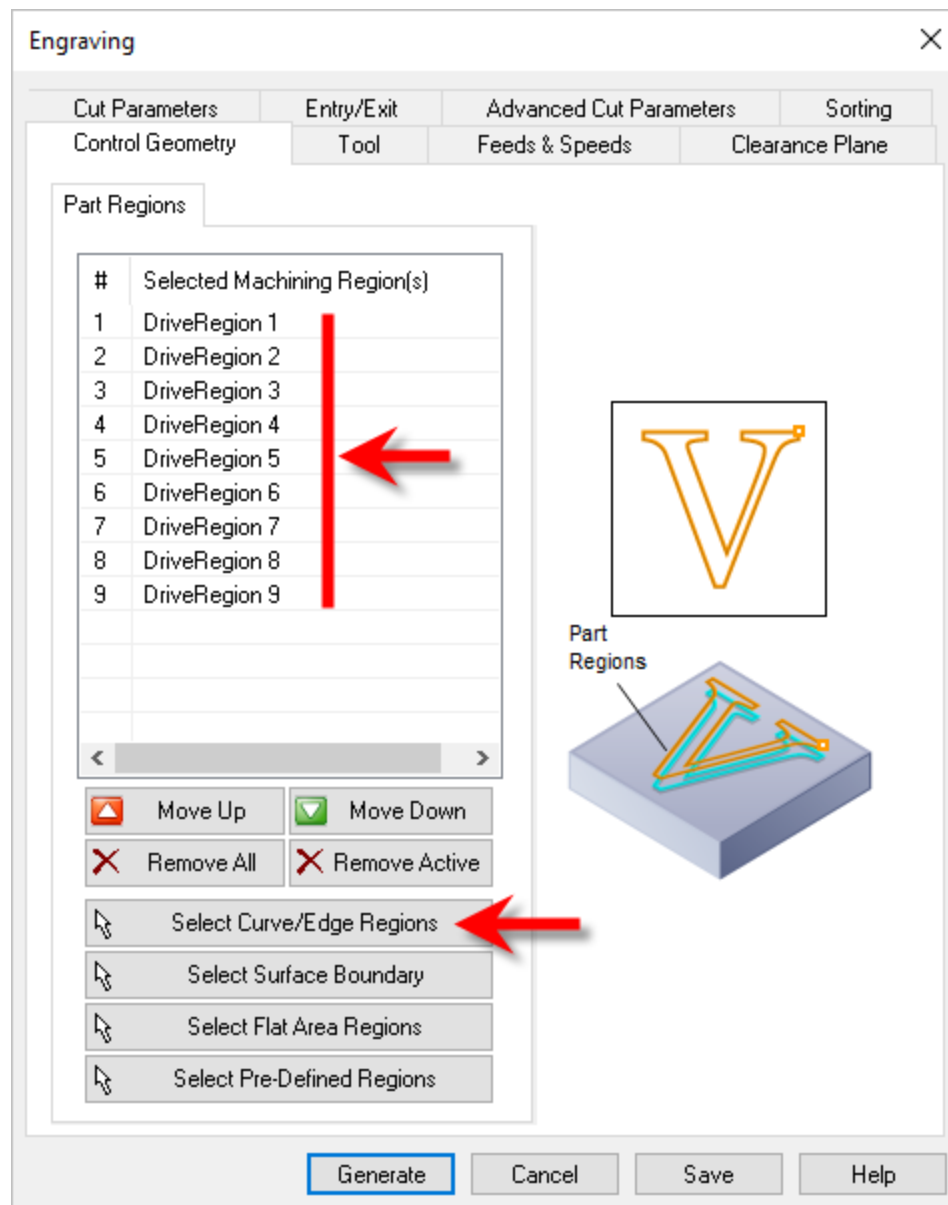 Engraving
Cut Parameters Entry/Exit Advanced Cut Parameters Sorting
Control Geometry Tool Feeds & Speeds Clearance Plane
Part Regions
# Selected Machining Region(s)
1 DriveRegion 1
2 DriveRegion 2
3 DriveRegion 3
4 DriveRegion 4
5 DriveRegion 5
6 DriveRegion 6
7 DriveRegion 7
8 DriveRegion 8
9 DriveRegion 9
Move Up Move Down
Remove All Remove Active
Select Curve/Edge Regions
Select Surface Boundary
Select Flat Area Regions
Select Pre-Defined Regions
V
Part
Regions
V
Generate Cancel Save Help